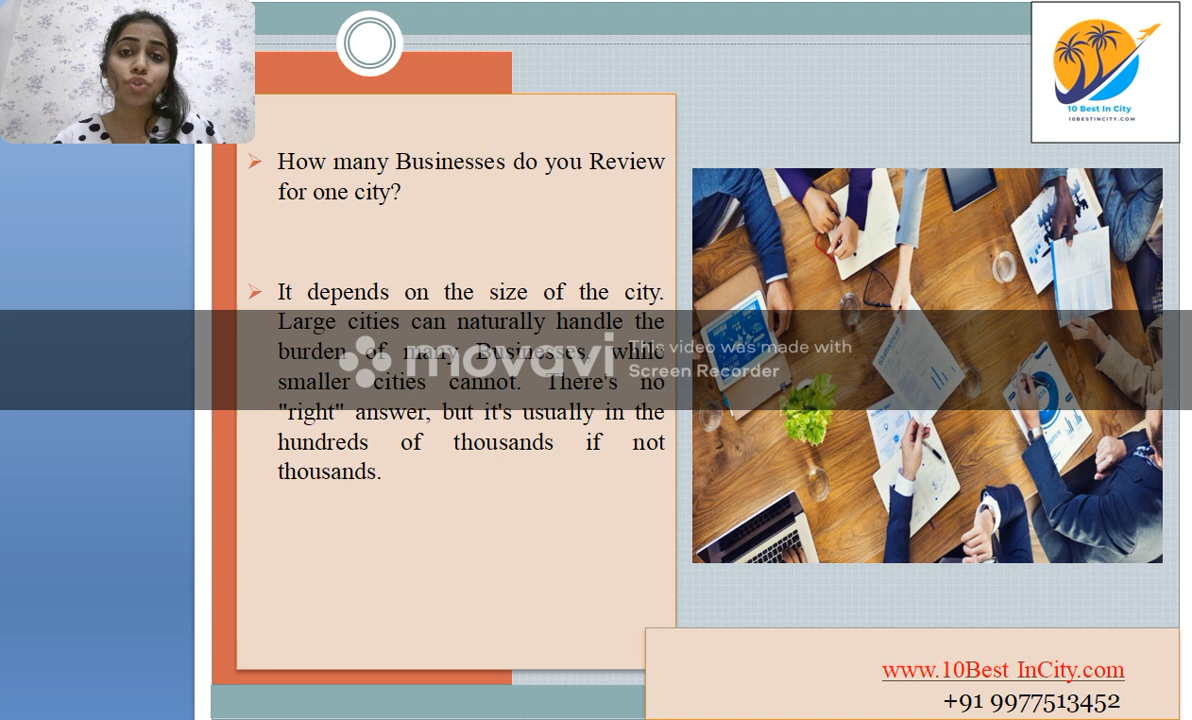 How many Businesses do you Review
for one city?
It depends on the size of the city.
Large cities can naturally handle the
burden of many Businesses, while
smaller cities cannot. There's no
"right" answer, but it's usually in the
hundreds of thousands if not
thousands.
10 Best In City
10BESTINCITY.COM
movavi
This video was made with
Screen Recorder
Statistics
www.10Best InCity.com
+91 9977513452